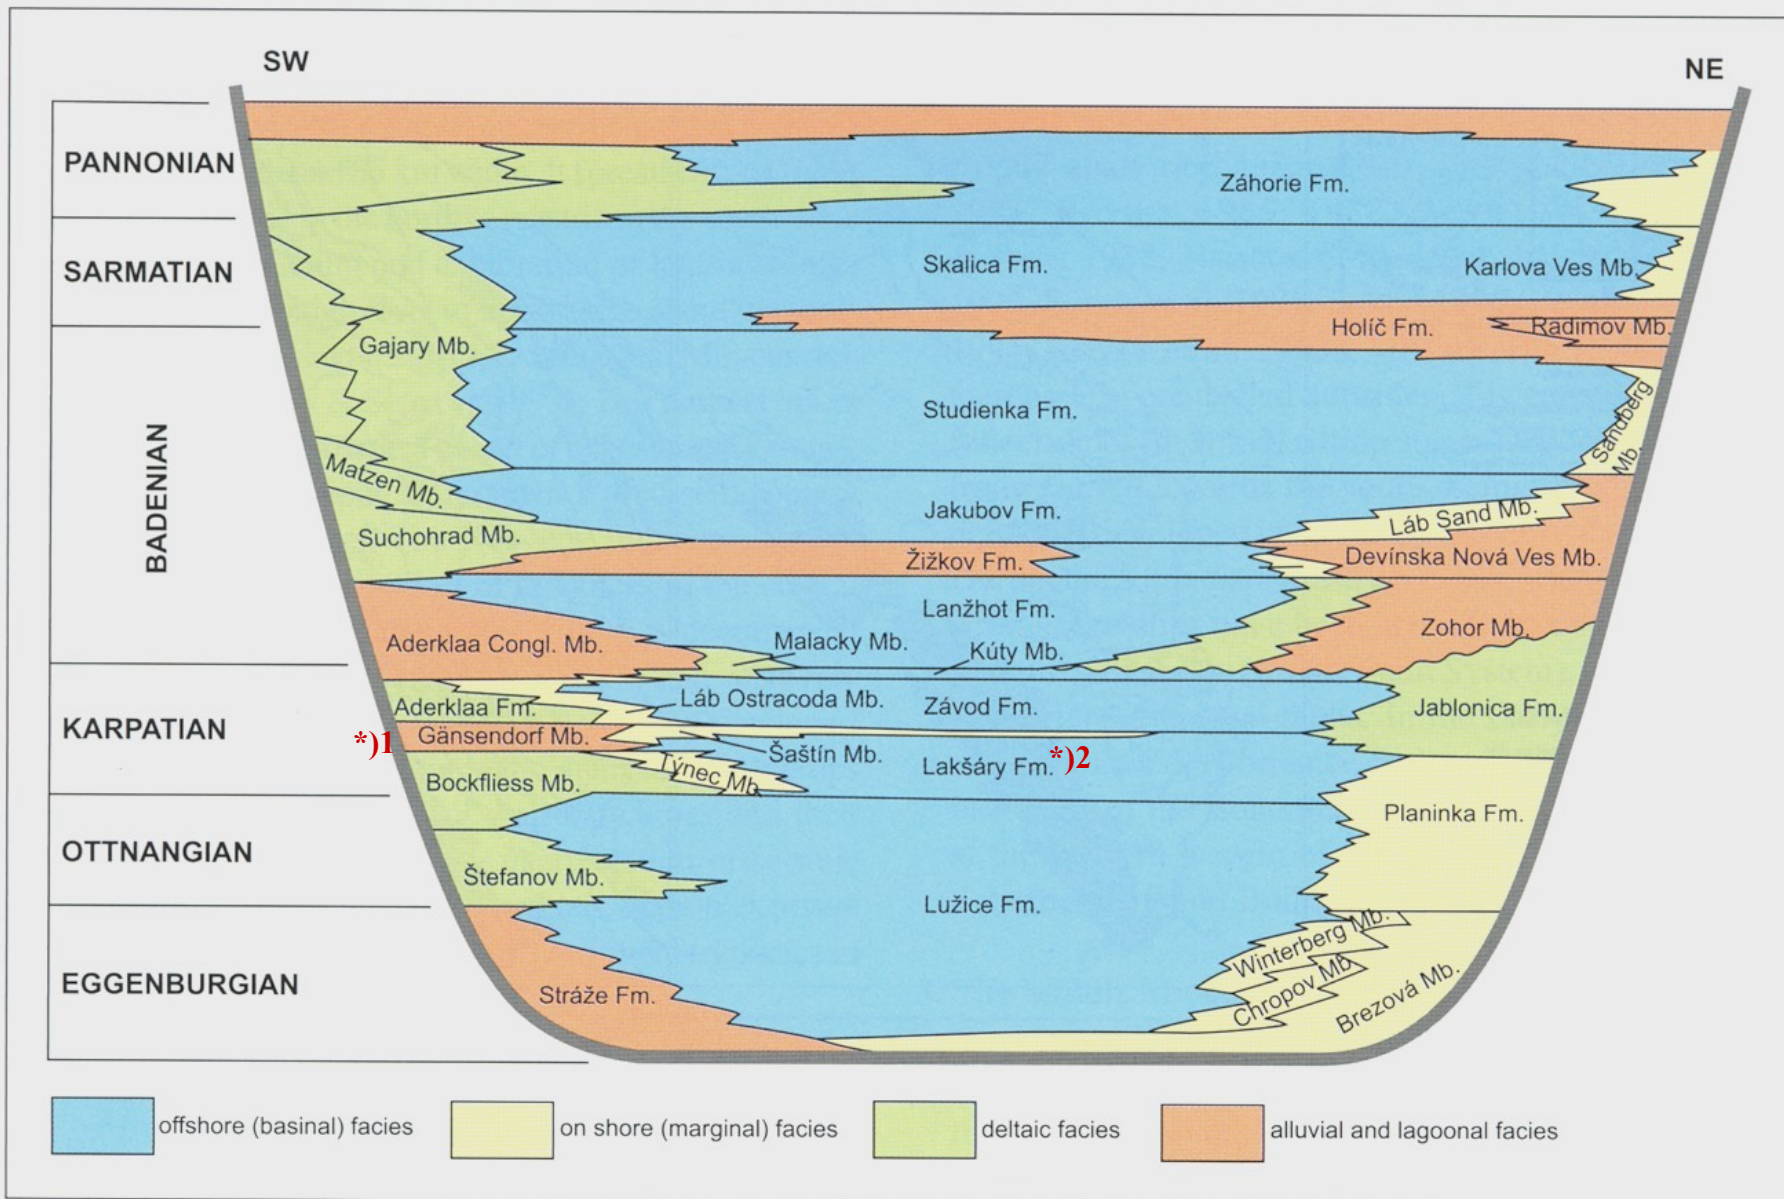 SW
NE
PANNONIAN
Záhorie Fm.
SARMATIAN
Skalica Fm.
Karlova Ves Mb.
Holíč Fm.
Radimov Mb.
Gajary Mb.
BADENIAN
Studienka Fm.
Sandberg
Mb.
Matzen Mb.
Jakubov Fm.
Láb Sand Mb.
Suchohrad Mb.
Žižkov Fm.
Devínska Nová Ves Mb.
Lanžhot Fm.
Aderklaa Congl. Mb.
Malacky Mb.
Kúty Mb.
Zohor Mb.
KARPATIAN
Aderklaa Fm.
Láb Ostracoda Mb.
Závod Fm.
Jablonica Fm.
*)1
Gänsendorf Mb.
Šaštín Mb.
Lakšáry Fm.
*)2
Týnec Mb.
Bockfliess Mb.
Planinka Fm.
OTTNANGIAN
Štefanov Mb.
Lužice Fm.
EGGENBURGIAN
Stráže Fm.
Winterberg Mb.
Chropov Mb.
Brezová Mb.
offshore (basinal) facies
on shore (marginal) facies
deltaic facies
alluvial and lagoonal facies